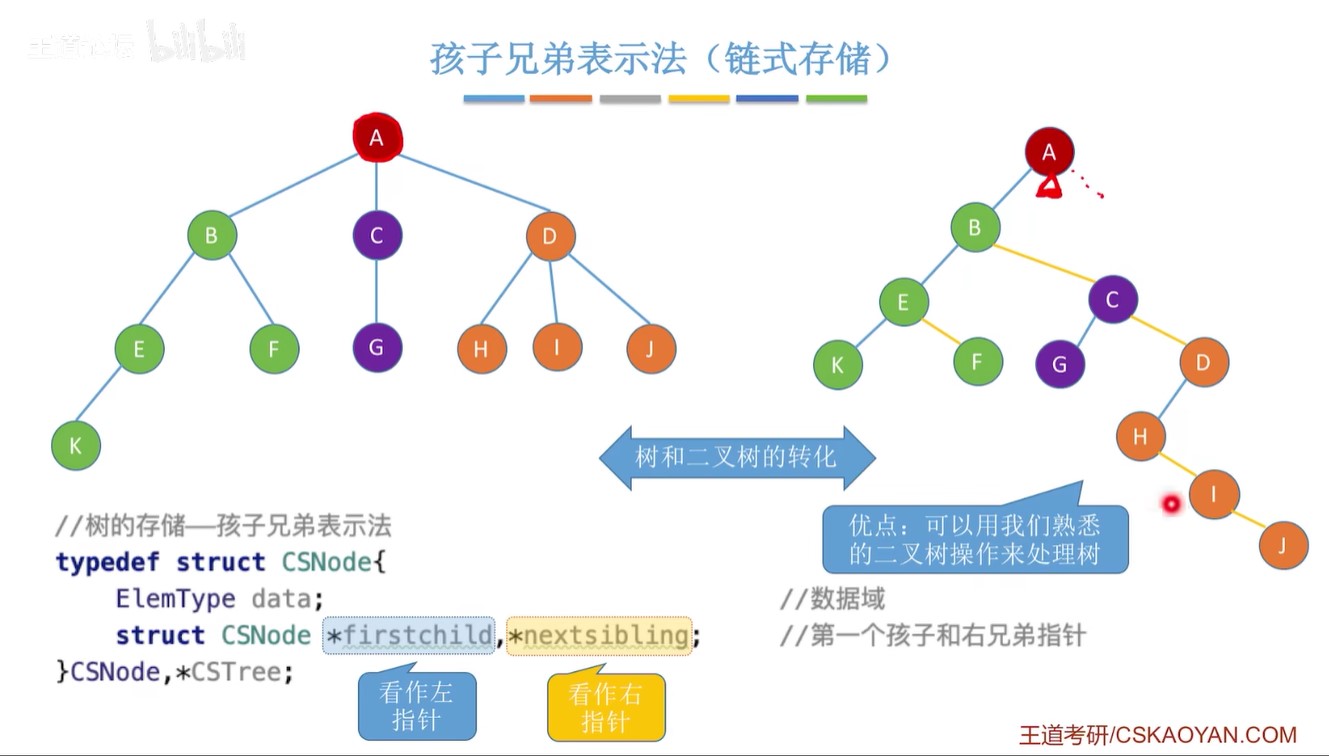 bilibili
孩子兄弟表示法（链式存储）
A
B
C
D
E
F
G
H
I
J
K
A
B
E
C
K
F
G
D
H
I
J
树和二叉树的转化
优点：可以用我们熟悉
的二叉树操作来处理树
//树的存储——孩子兄弟表示法
typedef struct CSNode{
ElemType data; //数据域
struct CSNode *firstchild,*nextsibling; //第一个孩子和右兄弟指针
}CSNode,*CSTree;
看作左
指针
看作右
指针
王道考研/CSKAOYAN.COM